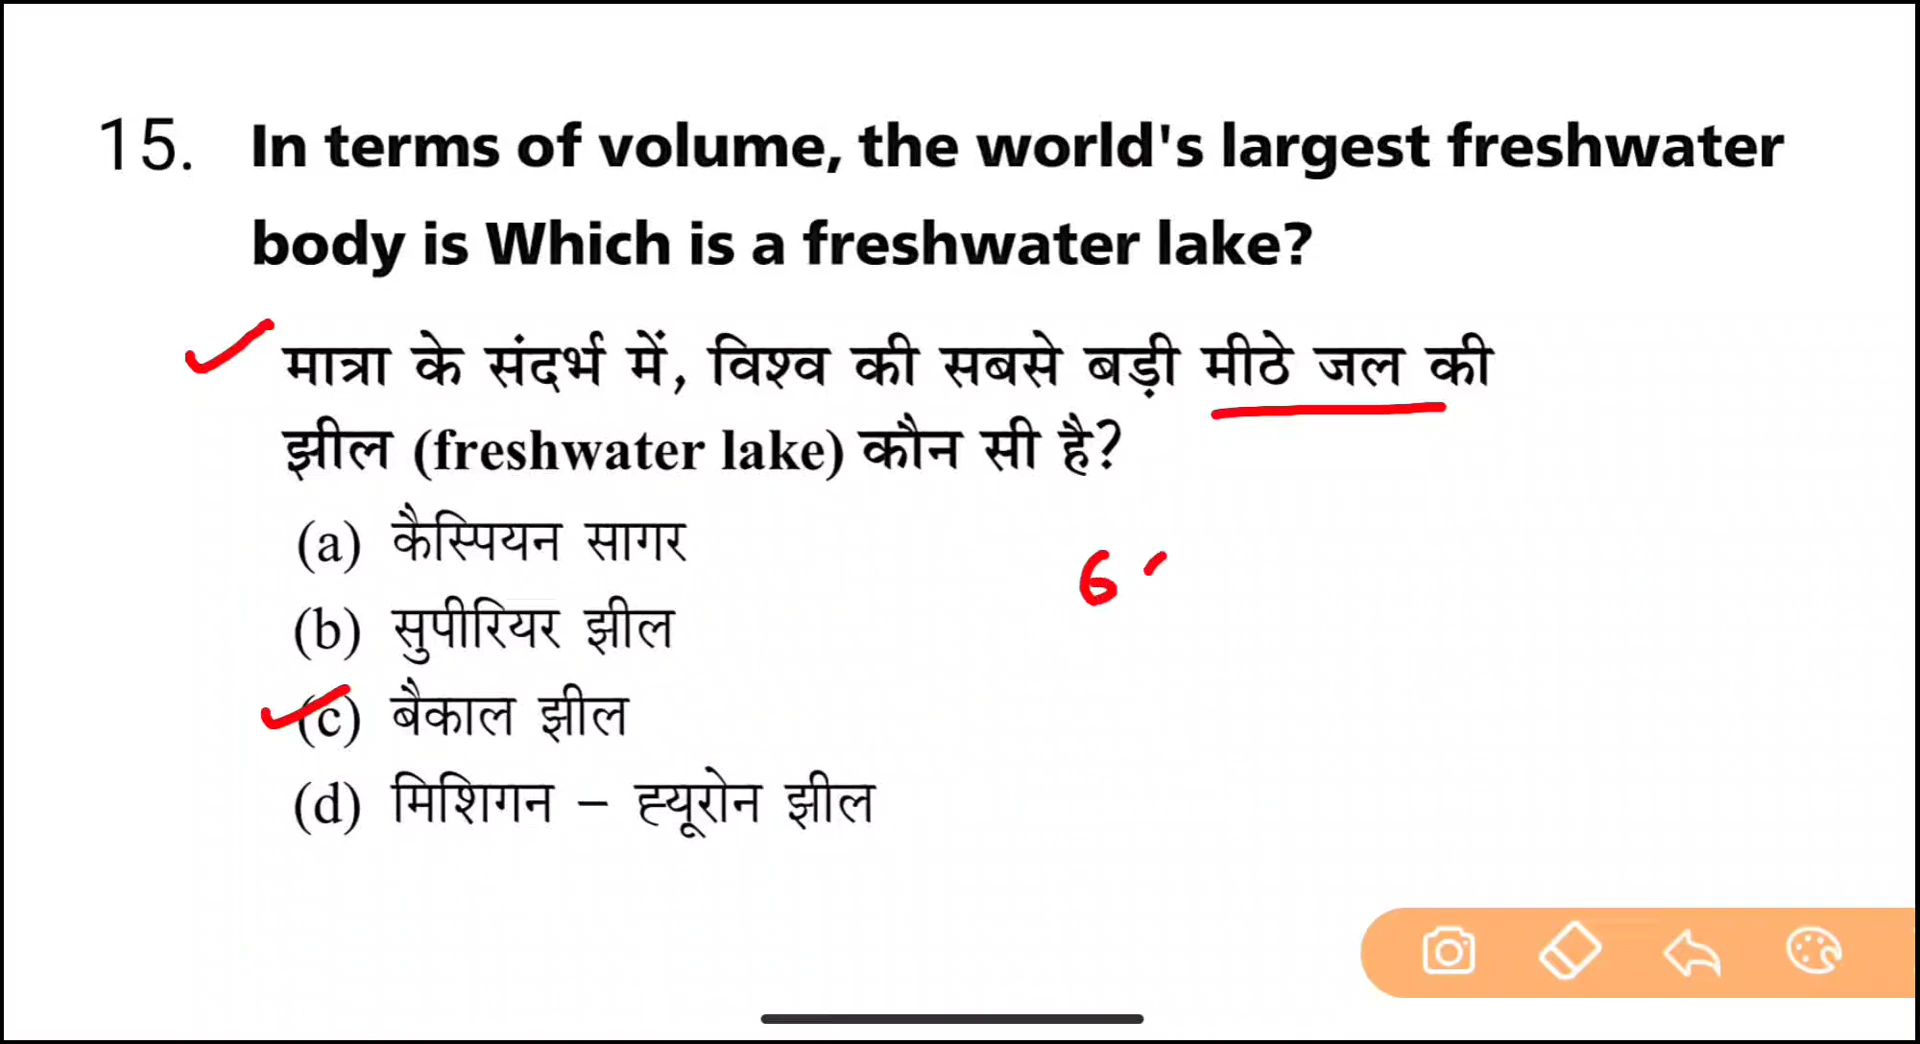 15. In terms of volume, the world's largest freshwater
body is Which is a freshwater lake?
मात्रा के संदर्भ में, विश्व की सबसे बड़ी मीठे जल की
झील (freshwater lake) कौन सी है?
(a) कैस्पियन सागर
6
(b) सुपीरियर झील
(c) बैकाल झील
(d) मिशिगन – ह्यूरोन झील